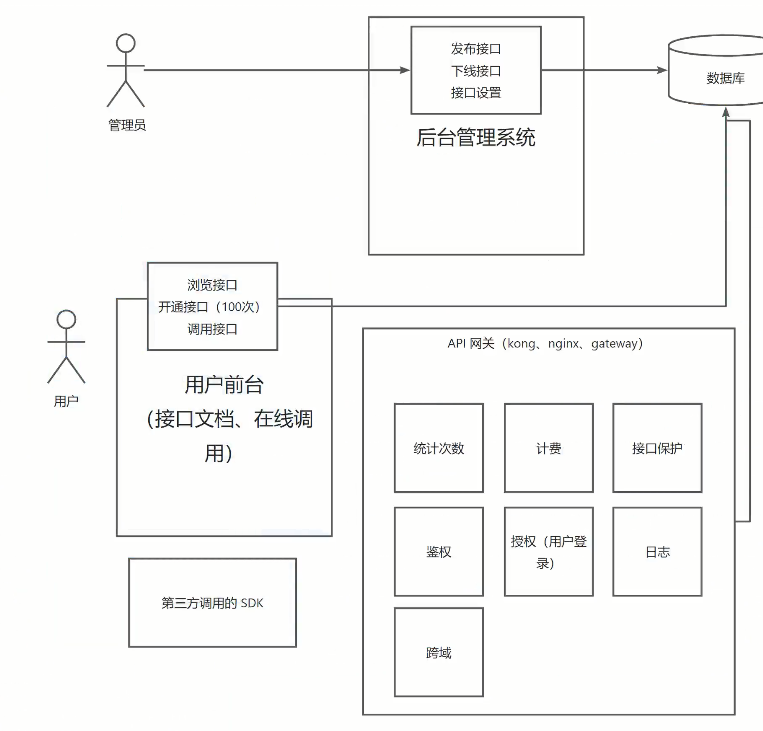 发布接口
下线接口
接口设置
数据库
管理员
后台管理系统
浏览接口
开通接口（100次）
调用接口
用户
用户前台
（接口文档、在线调
用）
API 网关（kong、nginx、gateway）
统计次数
计费
接口保护
鉴权
授权（用户登
录）
日志
第三方调用的 SDK
跨域